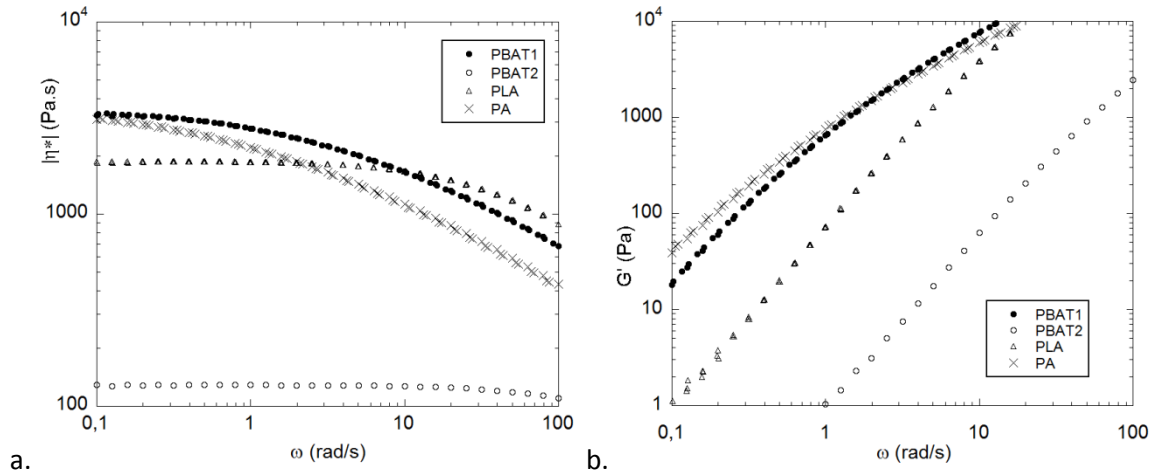 10⁴
1000
100
|η*| (Pa.s)
PBAT1
PBAT2
PLA
PA
0,1
1
10
100
ω (rad/s)
a.
10⁴
1000
100
10
1
G' (Pa)
PBAT1
PBAT2
PLA
PA
0,1
1
10
100
ω (rad/s)
b.